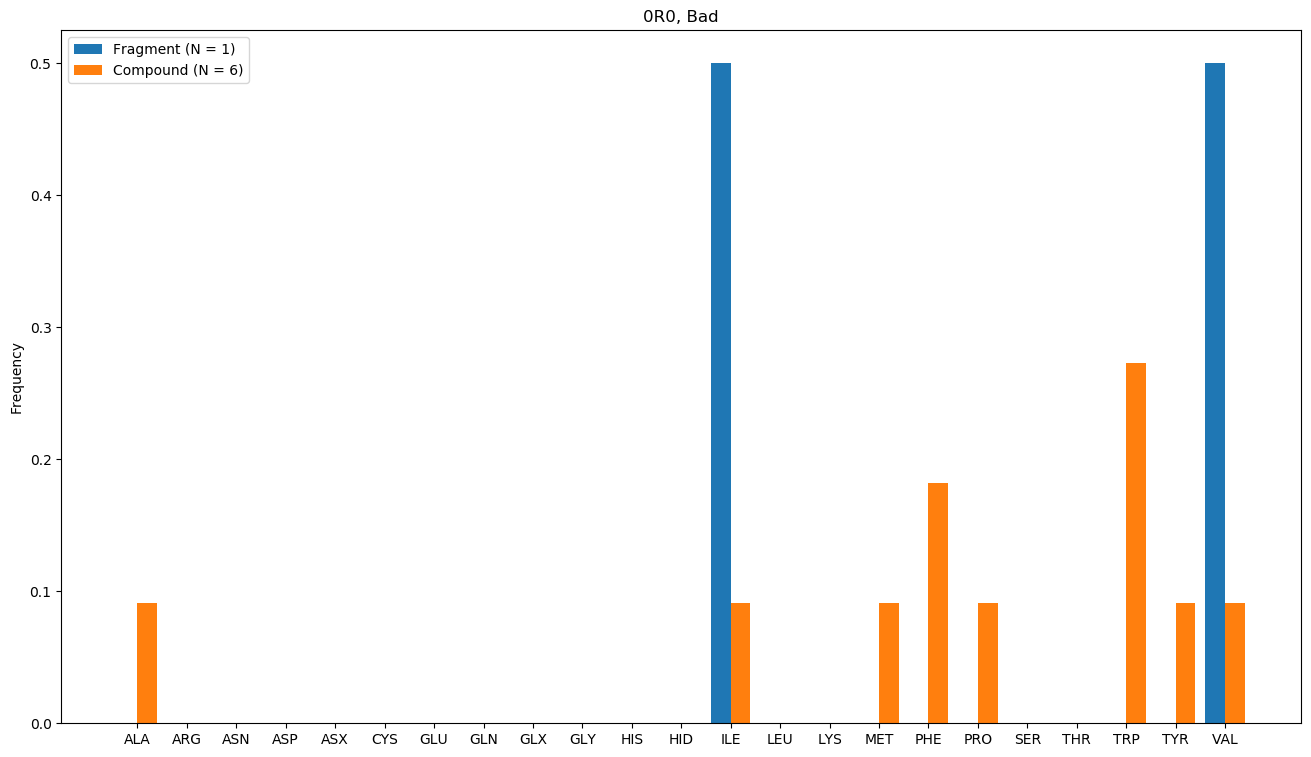 0R0, Bad
Fragment (N = 1)
Compound (N = 6)
0.5
0.4
0.3
0.2
0.1
0.0
Frequency
ALA ARG ASN ASP ASX CYS GLU GLN GLX GLY HIS HID ILE LEU LYS MET PHE PRO SER THR TRP TYR VAL